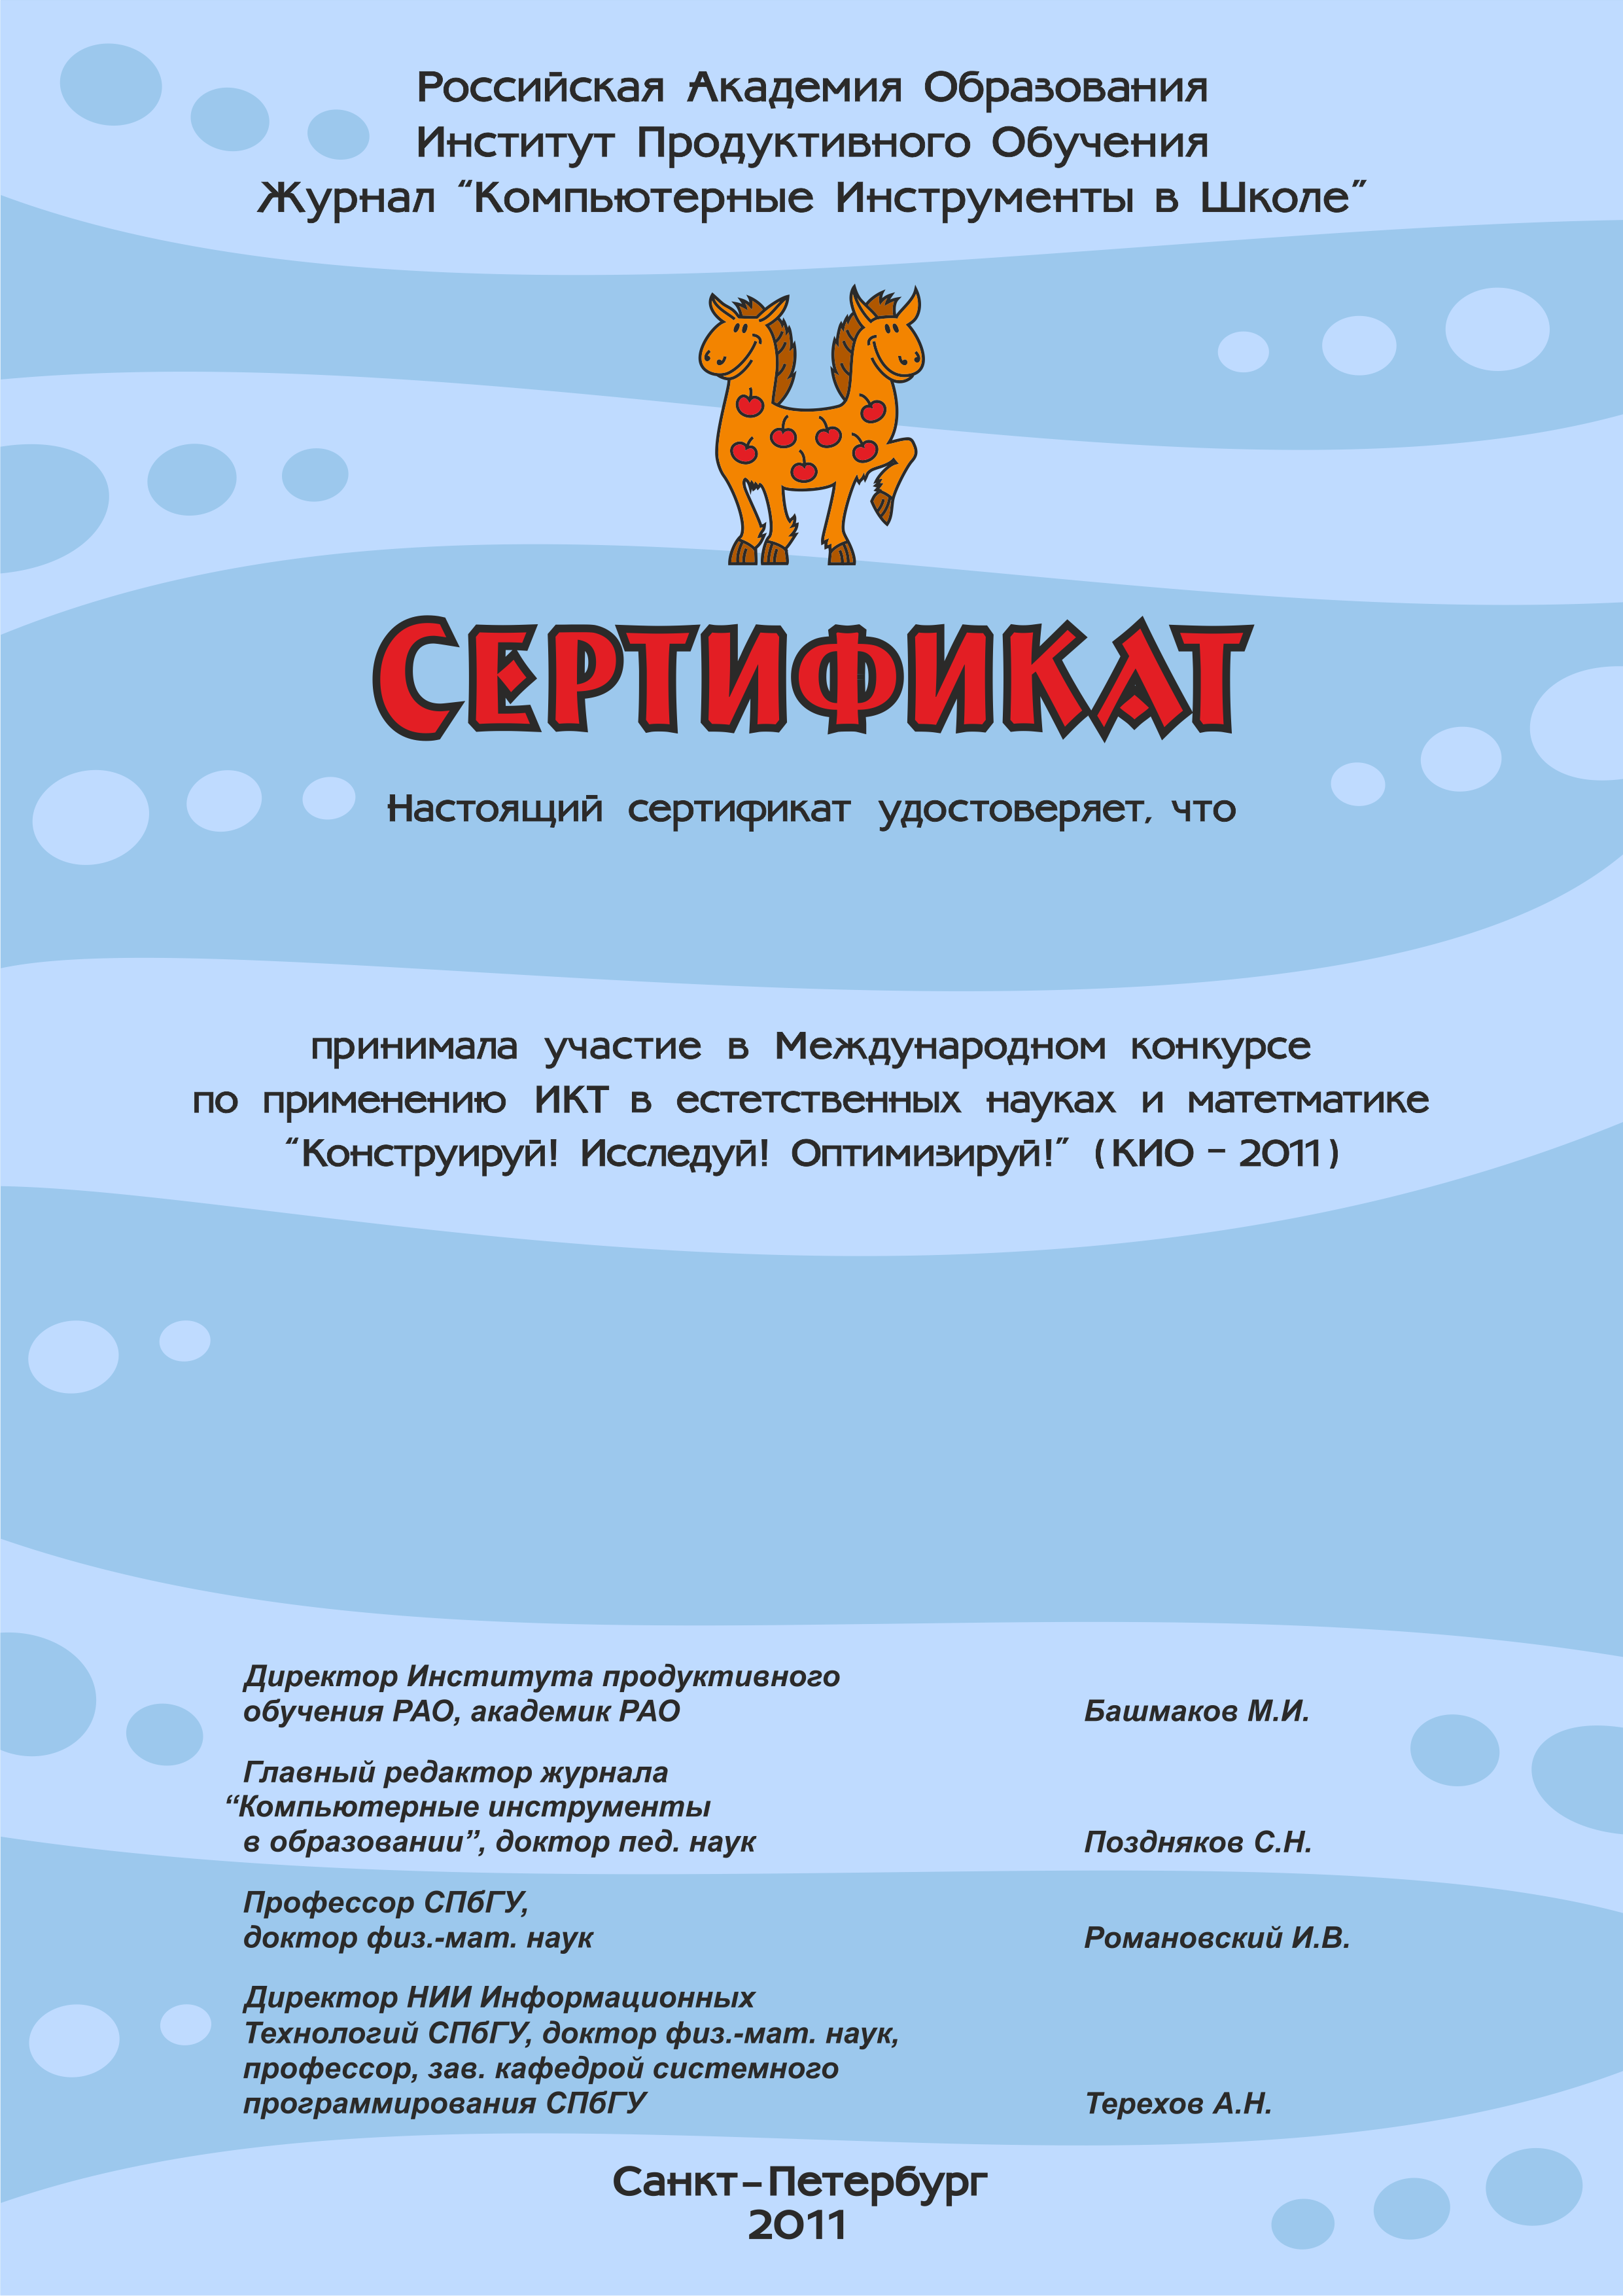 Российская Академия Образования
Институт Продуктивного Обучения
Журнал “Компьютерные Инструменты в Школе”
Сертификат
Настоящий сертификат удостоверяет, что
принимала участие в Международном конкурсе
по применению ИКТ в естетственных науках и матетматике
“Конструируй! Исследуй! Оптимизируй!” (КИО – 2011)
Директор Института продуктивного
обучения РАО, академик РАО Башмаков М.И.
Главный редактор журнала
“Компьютерные инструменты
в образовании”, доктор пед. наук Поздняков С.Н.
Профессор СПбГУ,
доктор физ.-мат. наук Романовский И.В.
Директор НИИ Информационных
Технологий СПбГУ, доктор физ.-мат. наук,
профессор, зав. кафедрой системного
программирования СПбГУ Терехов А.Н.
Санкт–Петербург
2011